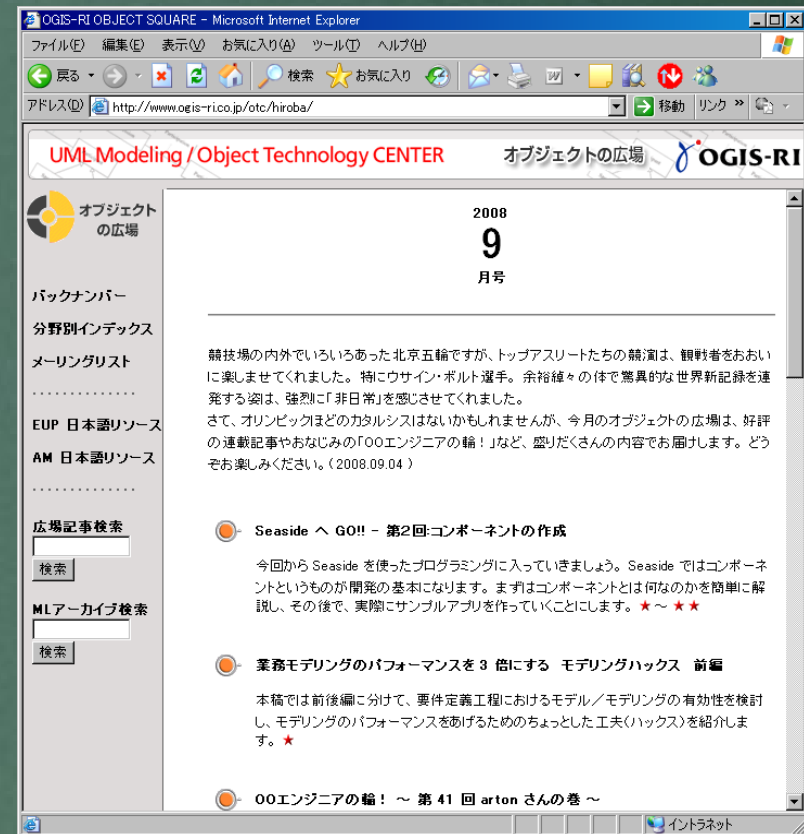 OGIS-RI OBJECT SQUARE - Microsoft Internet Explorer
ファイル(F) 編集(E) 表示(V) お気に入り(A) ツール(T) ヘルプ(H)
戻る 検索 お気に入り
アドレス(D) http://www.ogis-ri.co.jp/otc/hiroba/ 移動 リンク »
UML Modeling / Object Technology CENTER オブジェクトの広場 OGIS-RI
オブジェクト
の広場
バックナンバー
分野別インデックス
メーリングリスト
EUP 日本語リソース
AM 日本語リソース
広場記事検索
検索
MLアーカイブ検索
検索
2008
9
月号
競技場の内外でいろいろあった北京五輪ですが、トップアスリートたちの競演は、観戦者をおおい
に楽しませてくれました。特にウサイン・ボルト選手。余裕綽々の体で驚異的な世界新記録を連
発する姿は、強烈に「非日常」を感じさせてくれました。
さて、オリンピックほどのカタルシスはないかもしれませんが、今月のオブジェクトの広場は、好評
の連載記事やおなじみの「OOエンジニアの輪！」など、盛りだくさんの内容でお届けします。どう
ぞお楽しみください。（2008.09.04）
Seaside へ GO!! - 第2回:コンポーネントの作成
今回から Seaside を使ったプログラミングに入っていきましょう。Seaside ではコンポーネ
ントというものが開発の基本になります。まずはコンポーネントとは何なのかを簡単に解
説し、その後で、実際にサンプルアプリを作っていくことにします。★～★★
業務モデリングのパフォーマンスを 3 倍にする モデリングハックス 前編
本稿では前後編に分けて、要件定義工程におけるモデル／モデリングの有効性を検討
し、モデリングのパフォーマンスをあげるためのちょっとした工夫（ハックス）を紹介しま
す。★
OOエンジニアの輪！ ～ 第 41 回 arton さんの巻 ～
イントラネット